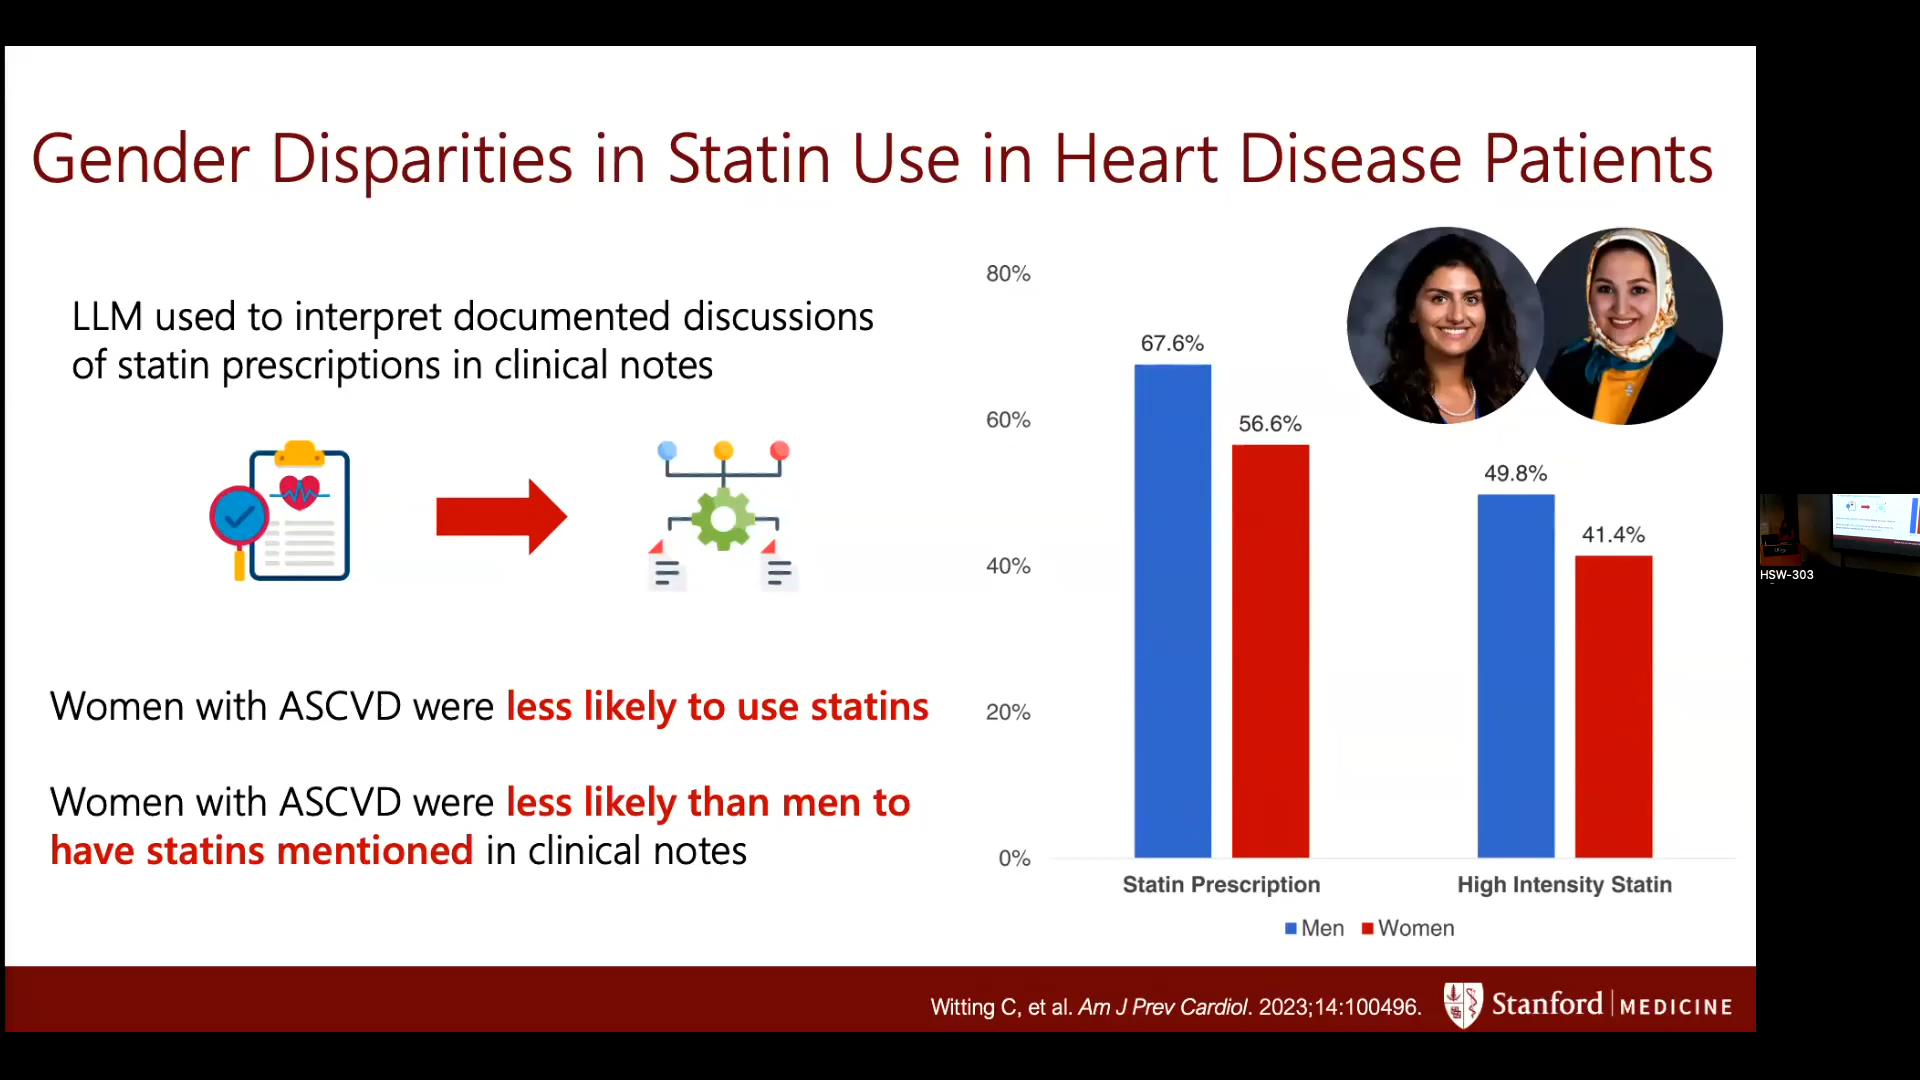 Gender Disparities in Statin Use in Heart Disease Patients
LLM used to interpret documented discussions
of statin prescriptions in clinical notes
Women with ASCVD were less likely to use statins
Women with ASCVD were less likely than men to
have statins mentioned in clinical notes
80%
60%
40%
20%
0%
67.6%
56.6%
49.8%
41.4%
Statin Prescription
High Intensity Statin
Men
Women
Witting C, et al. Am J Prev Cardiol. 2023;14:100496.
Stanford MEDICINE
HSW-303